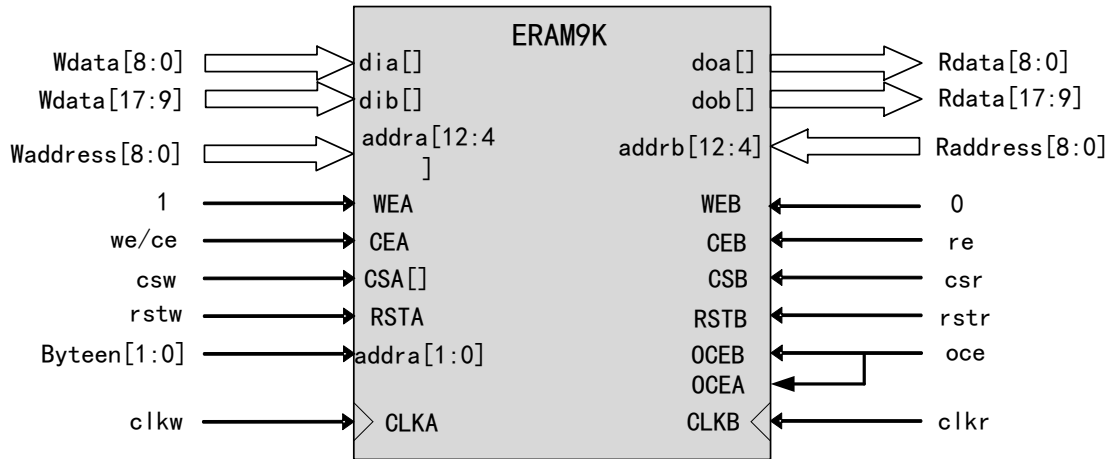 ERAM9K
Wdata[8:0] dia[] doa[] Rdata[8:0]
Wdata[17:9] dib[] dob[] Rdata[17:9]
Waddress[8:0] addra[12:4
] addrb[12:4] Raddress[8:0]
1 WEA WEB 0
we/ce CEA CEB re
csw CSA[] CSB csr
rstw RSTA RSTB rstr
Byteen[1:0] addra[1:0] OCEB oce
OCEA
clkw CLKA CLKB clkr